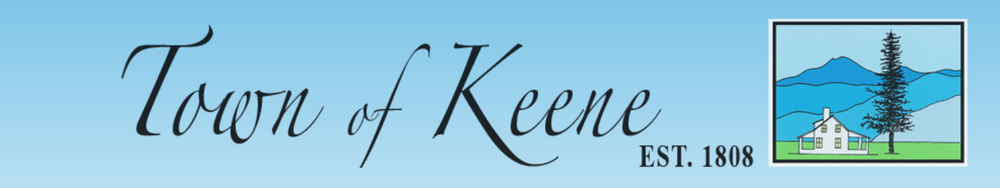 Town of Keene
EST. 1808